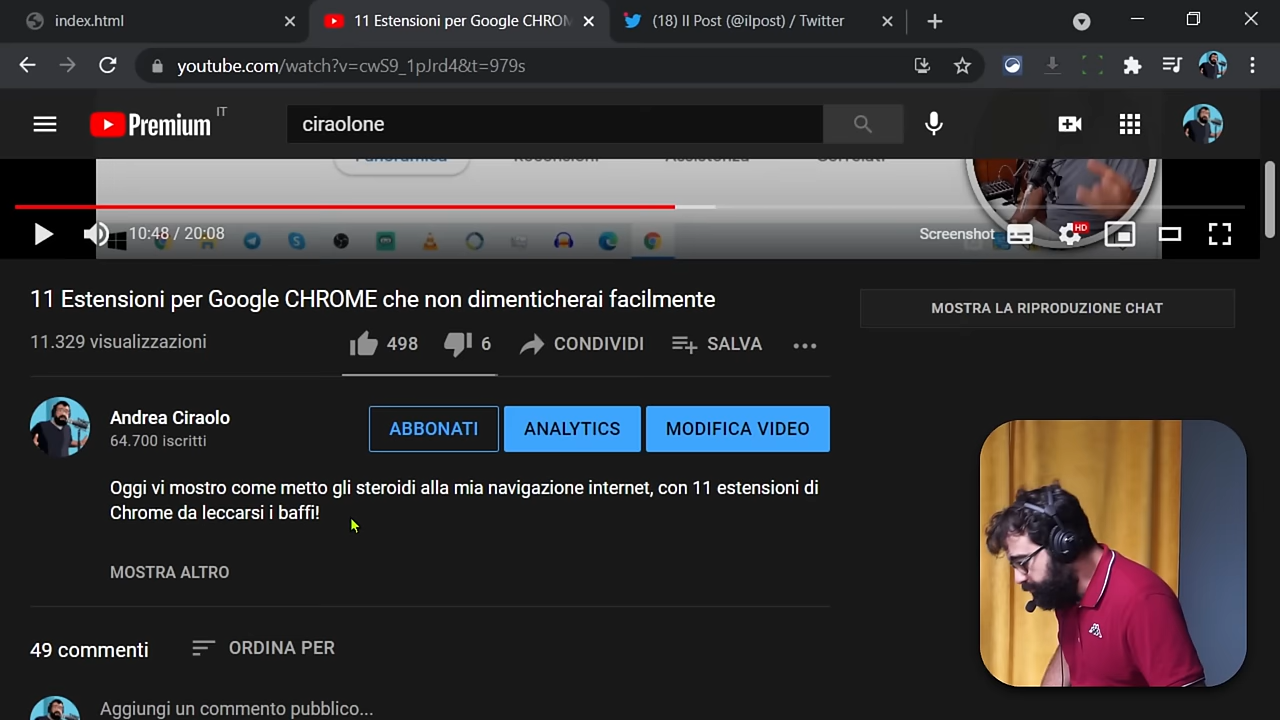 index.html
11 Estensioni per Google CHROM
(18) Il Post (@ilpost) / Twitter
youtube.com/watch?v=cwS9_1pJrd4&t=979s
Premium IT
ciraolone
Panoramica Recensioni Assistenza Correlati
10:48 / 20:08
Screenshot
HD
11 Estensioni per Google CHROME che non dimenticherai facilmente
MOSTRA LA RIPRODUZIONE CHAT
11.329 visualizzazioni
498
6
CONDIVIDI
SALVA
Andrea Ciraolo
64.700 iscritti
ABBONATI
ANALYTICS
MODIFICA VIDEO
Oggi vi mostro come metto gli steroidi alla mia navigazione internet, con 11 estensioni di
Chrome da leccarsi i baffi!
MOSTRA ALTRO
49 commenti
ORDINA PER
Aggiungi un commento pubblico...